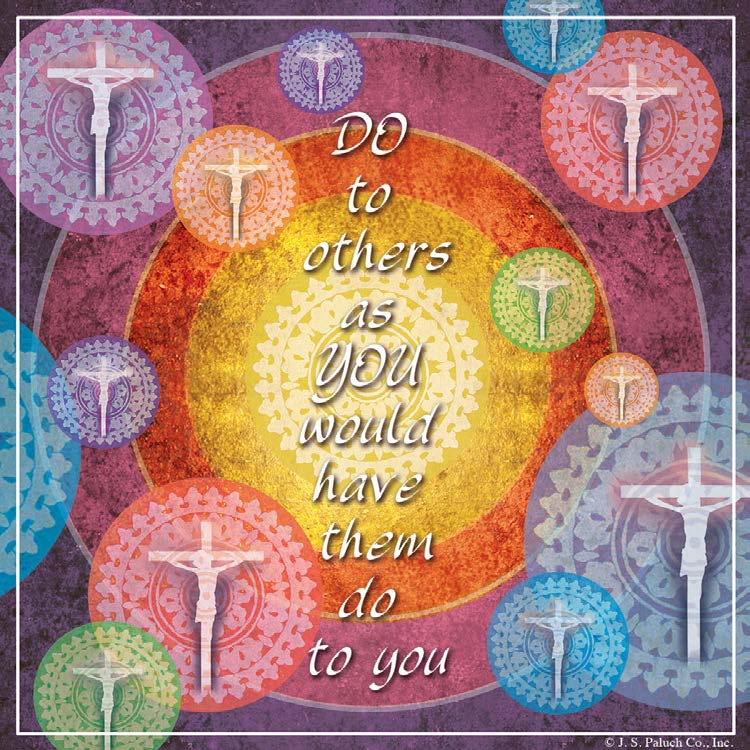 DO
to
others
as
YOU
would
have
them
do
to you
© J. S. Paluch Co., Inc.